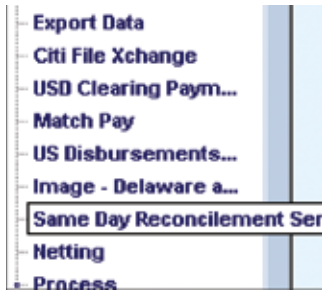 Export Data
Citi File Xchange
USD Clearing Paym...
Match Pay
US Disbursements...
Image - Delaware a...
Same Day Reconcilement Ser
Netting
Process